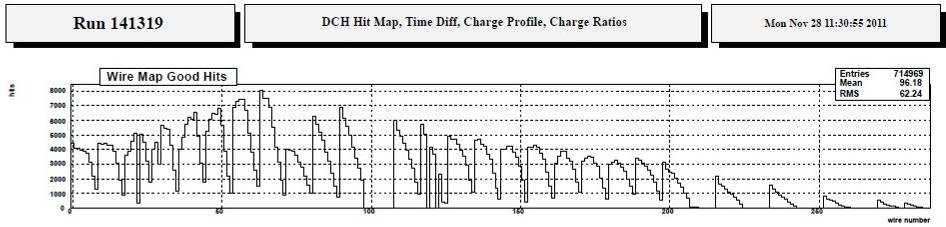 Run 141319
DCH Hit Map, Time Diff, Charge Profile, Charge Ratios
Mon Nov 28 11:30:55 2011
Wire Map Good Hits
Entries 714969
Mean 96.18
RMS 62.24
hits
8000
7000
6000
5000
4000
3000
2000
1000
0
0 50 100 150 200 250
wire number